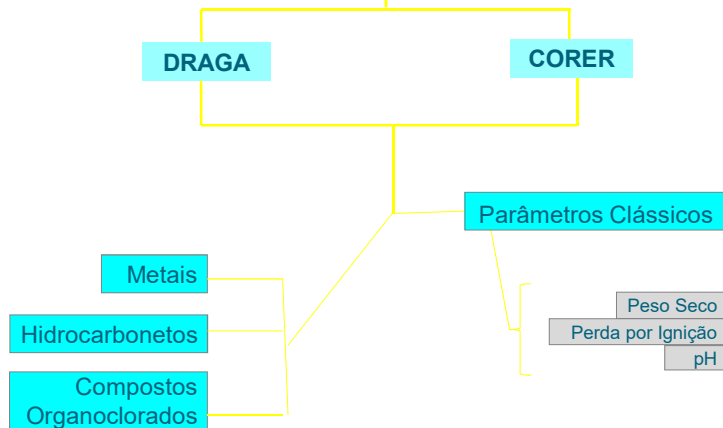 DRAGA
CORER
Parâmetros Clássicos
Metais
Hidrocarbonetos
Compostos
Organoclorados
Peso Seco
Perda por Ignição
pH